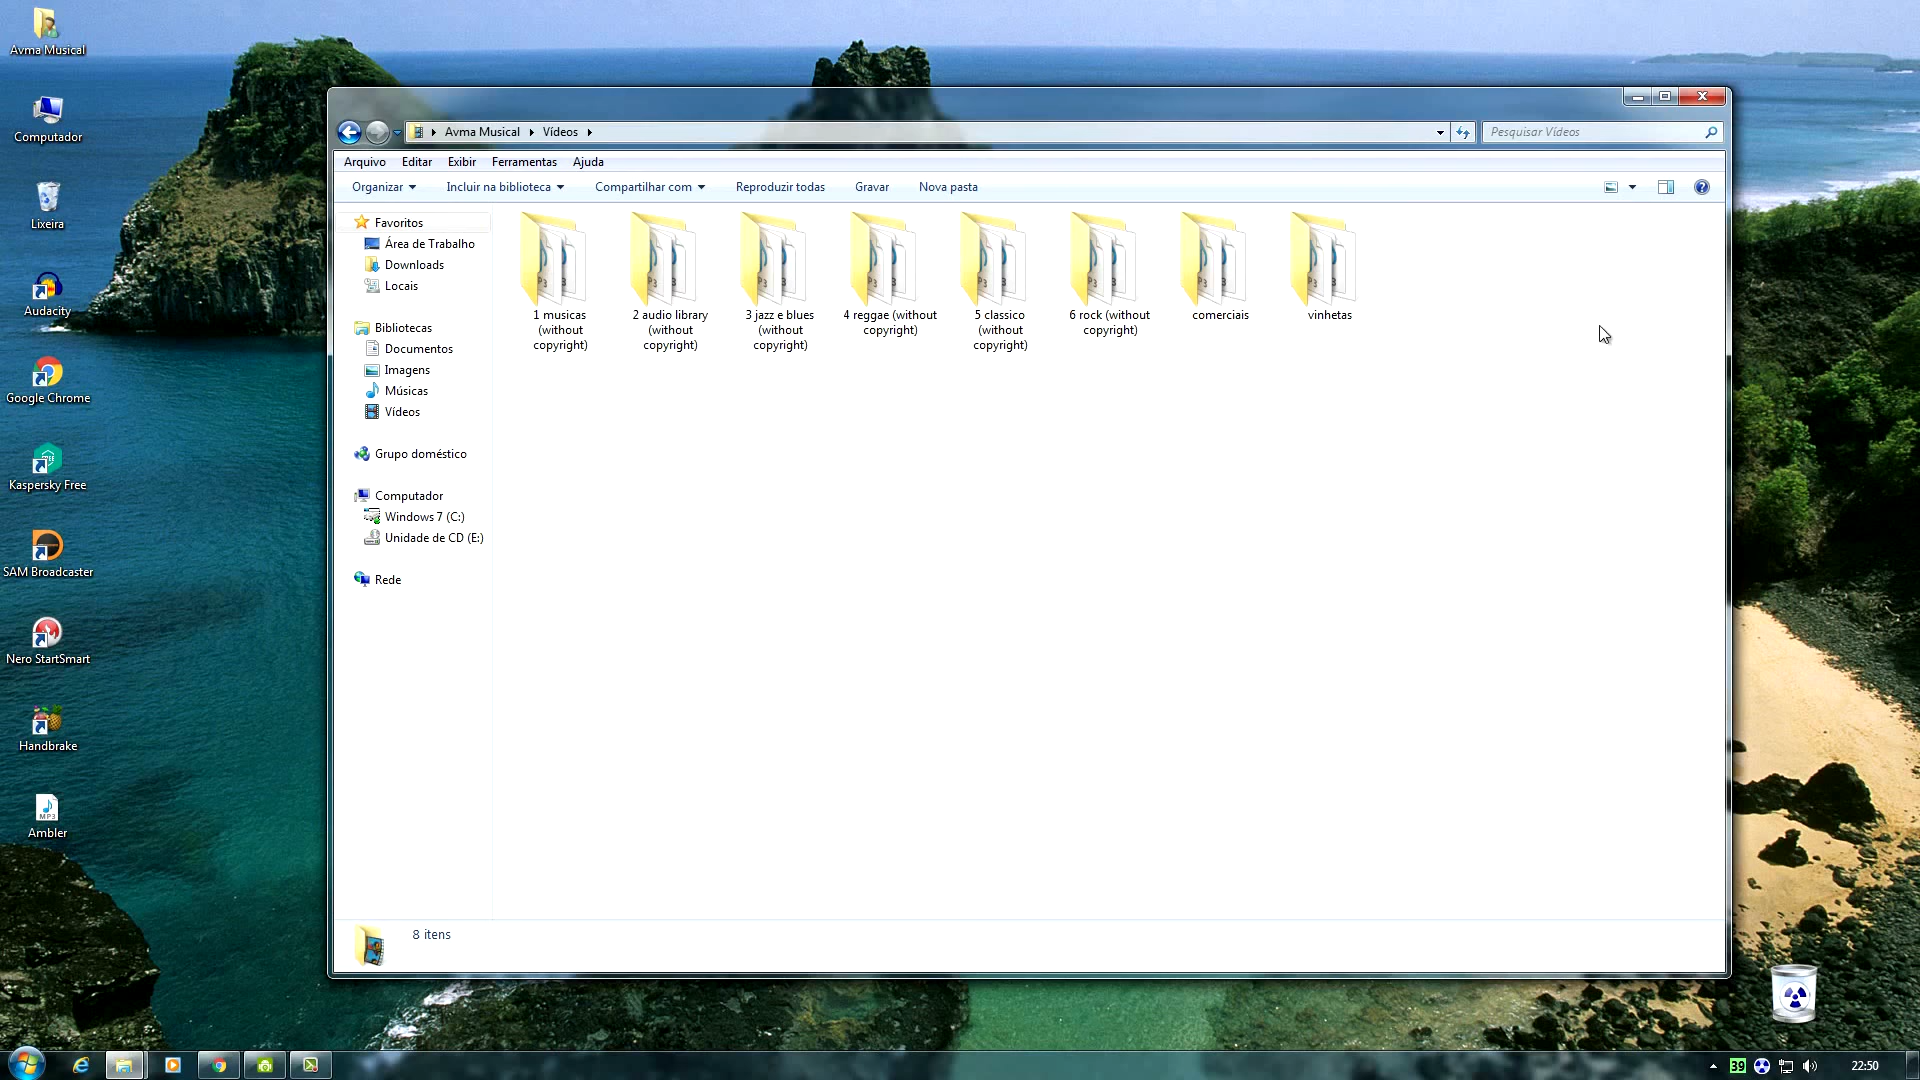 Avma Musical
Computador
Lixeira
Audacity
Google Chrome
Kaspersky Free
SAM Broadcaster
Nero StartSmart
Handbrake
MP3
Ambler
Avma Musical
Vídeos
Pesquisar Vídeos
Arquivo Editar Exibir Ferramentas Ajuda
Organizar Incluir na biblioteca Compartilhar com Reproduzir todas Gravar Nova pasta
Favoritos
Área de Trabalho
Downloads
Locais
Bibliotecas
Documentos
Imagens
Músicas
Vídeos
Grupo doméstico
Computador
Windows 7 (C:)
Unidade de CD (E:)
Rede
1 musicas
(without
copyright)
2 audio library
(without
copyright)
3 jazz e blues
(without
copyright)
4 reggae (without
copyright)
5 classico
(without
copyright)
6 rock (without
copyright)
comerciais
vinhetas
8 itens
39
22:50